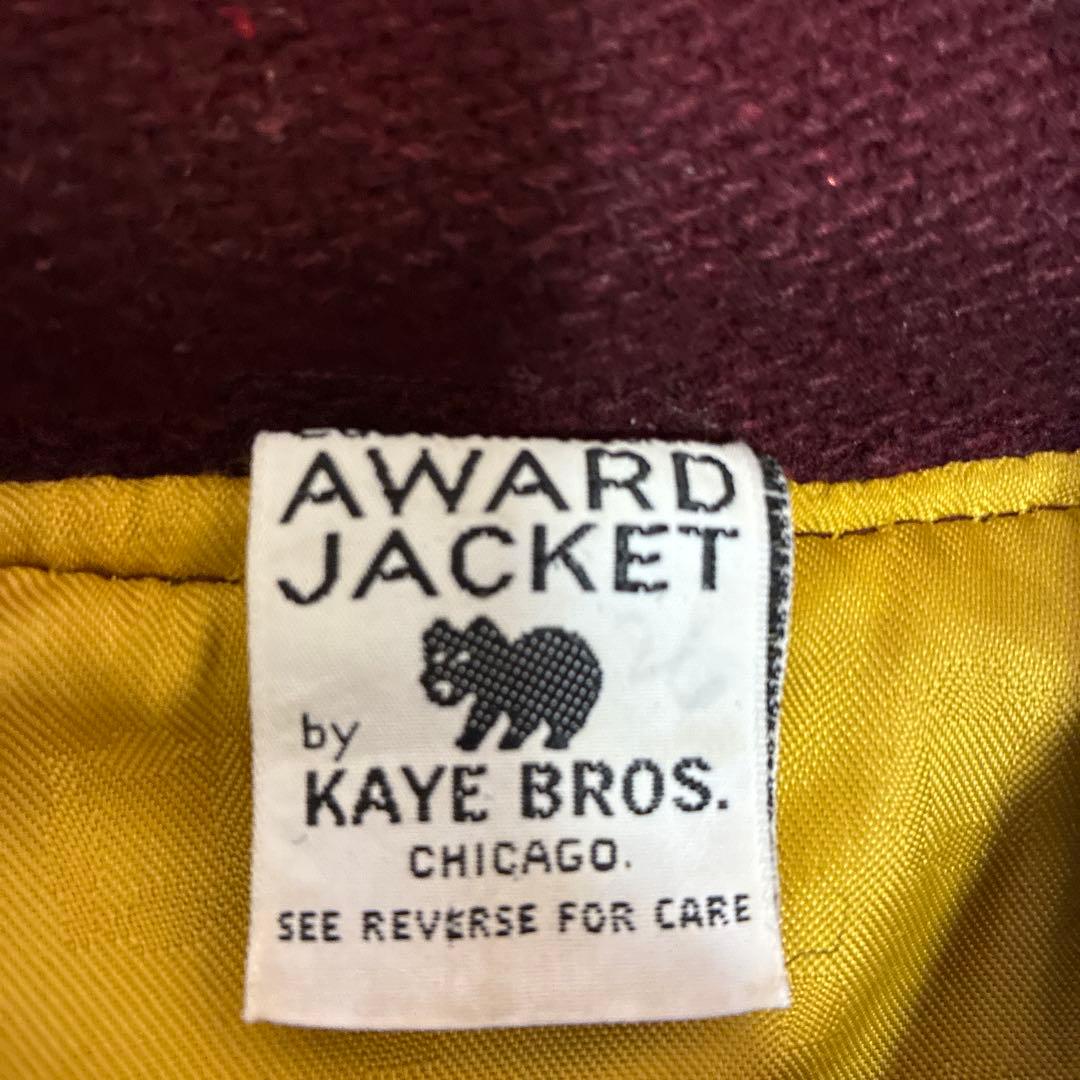 AWARD
JACKET
by
KAYE BROS.
CHICAGO.
SEE REVERSE FOR CARE